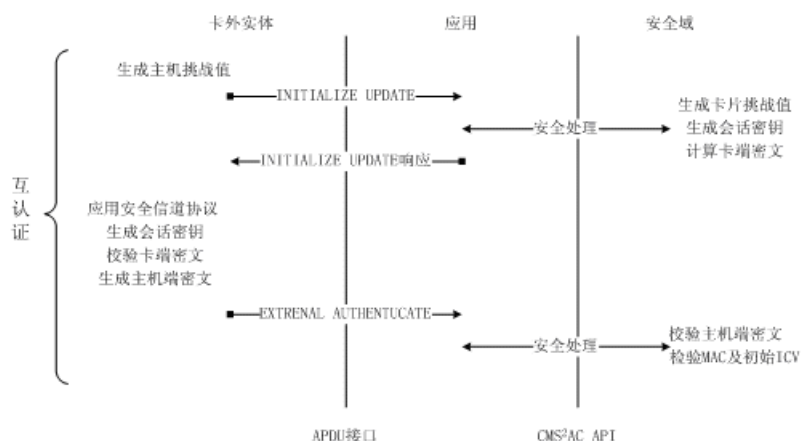 卡外实体
应用
安全域
生成主机挑战值
INITIALIZE UPDATE
生成卡片挑战值
安全处理
生成会话密钥
计算卡端密文
INITIALIZE UPDATE响应
互认证
应用安全信道协议
生成会话密钥
校验卡端密文
生成主机端密文
EXTRENAL AUTHENTUCATE
校验主机端密文
安全处理
检验MAC及初始ICV
APDU接口
CMS²AC API